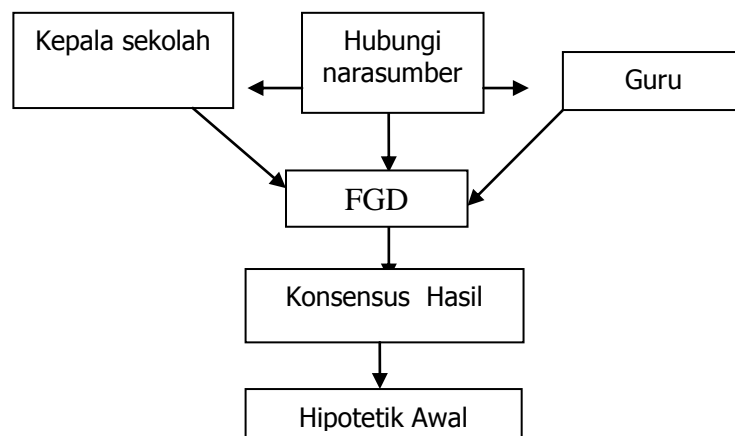 Kepala sekolah
Hubungi
narasumber
Guru
FGD
Konsensus Hasil
Hipotetik Awal